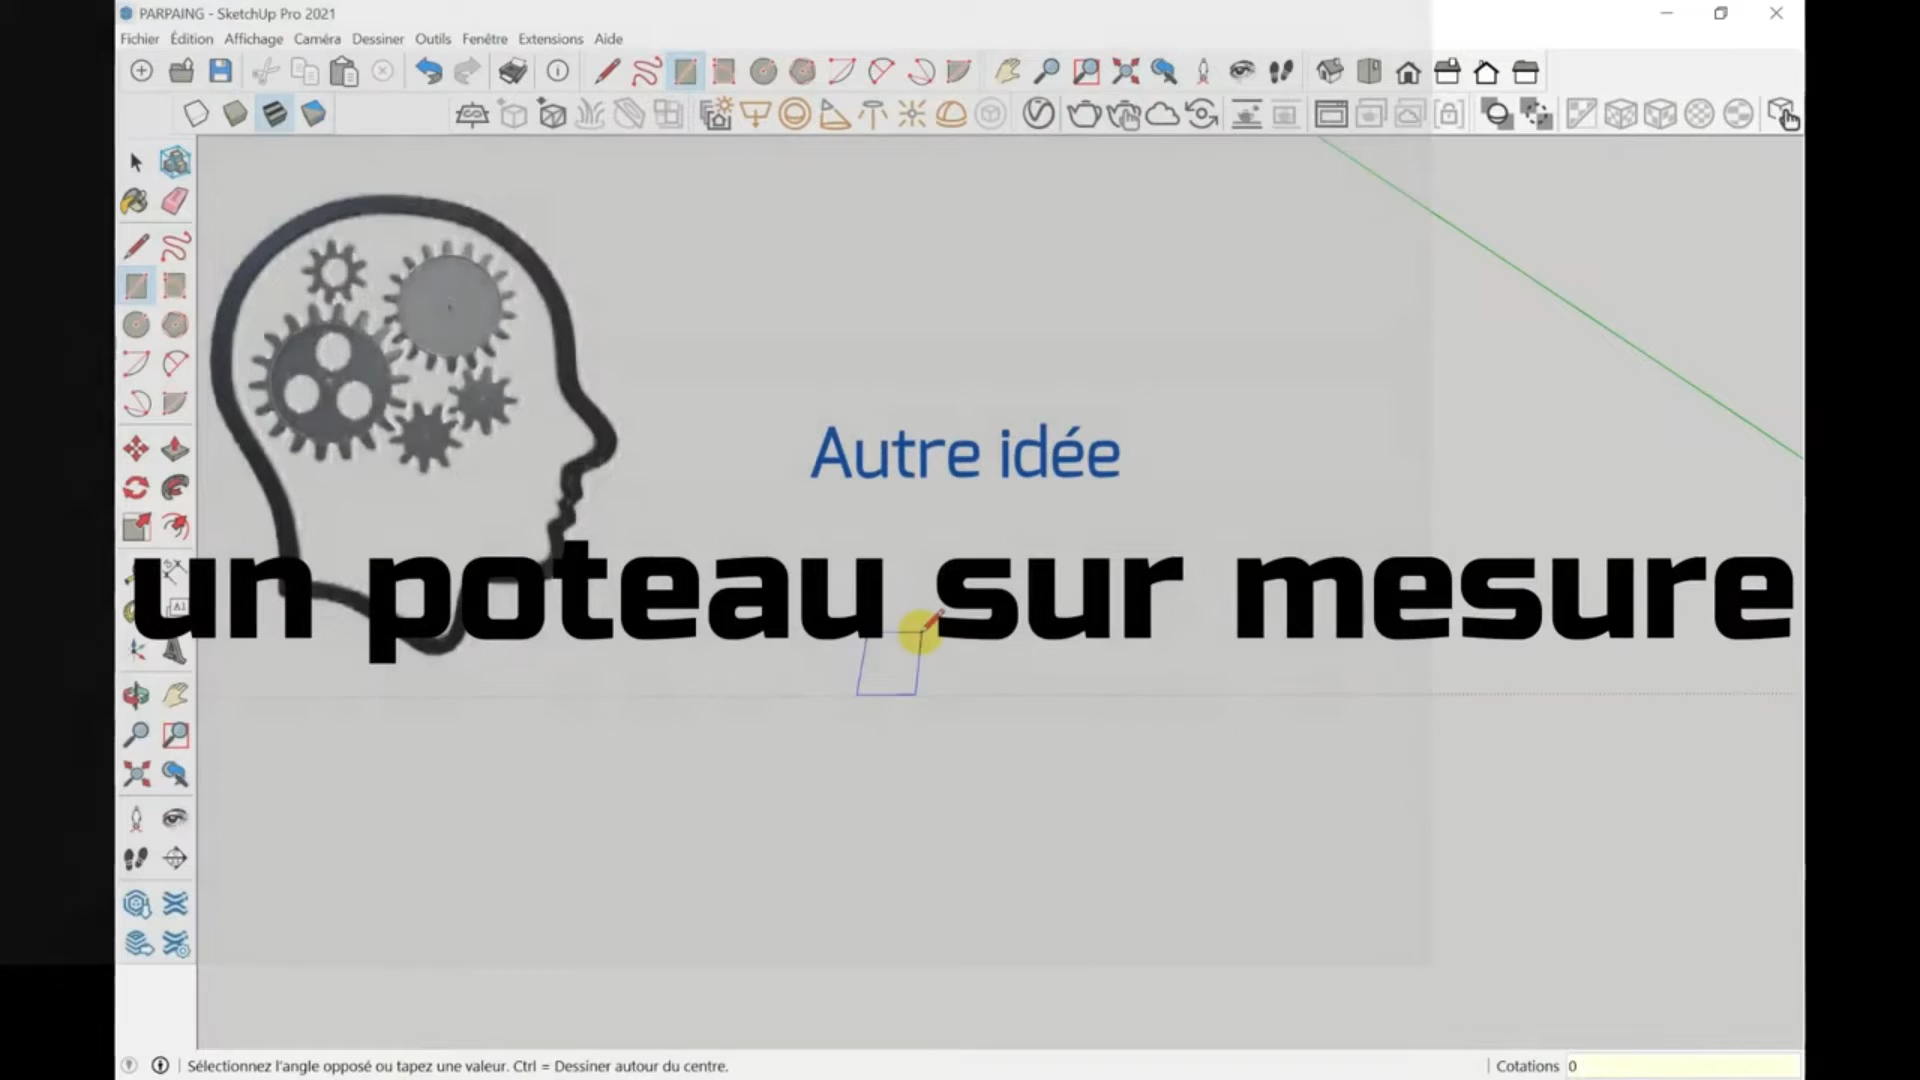 PARPAING - SketchUp Pro 2021
Fichier Édition Affichage Caméra Dessiner Outils Fenêtre Extensions Aide
Autre idée
un poteau sur mesure
A1
Sélectionnez l'angle opposé ou tapez une valeur. Ctrl = Dessiner autour du centre.
Cotations 0